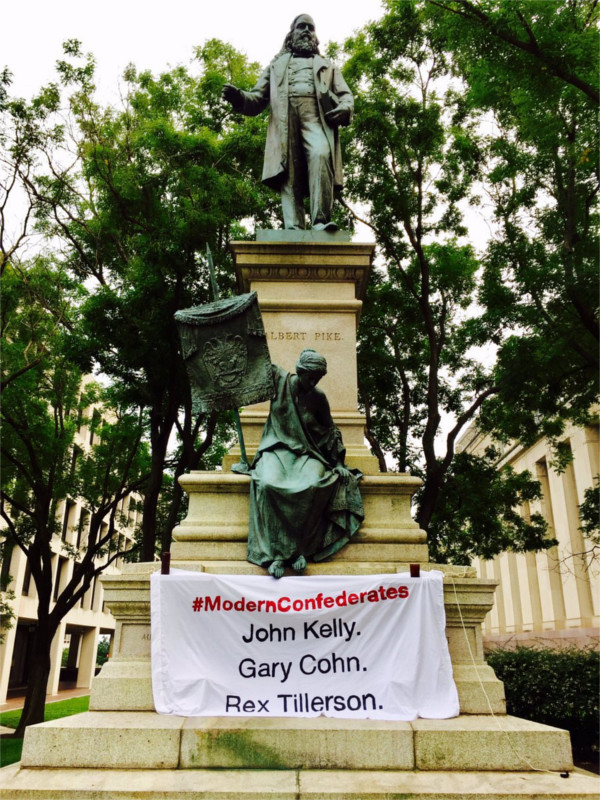 ALBERT PIKE.
#ModernConfederates
John Kelly.
Gary Cohn.
Rex Tillerson.